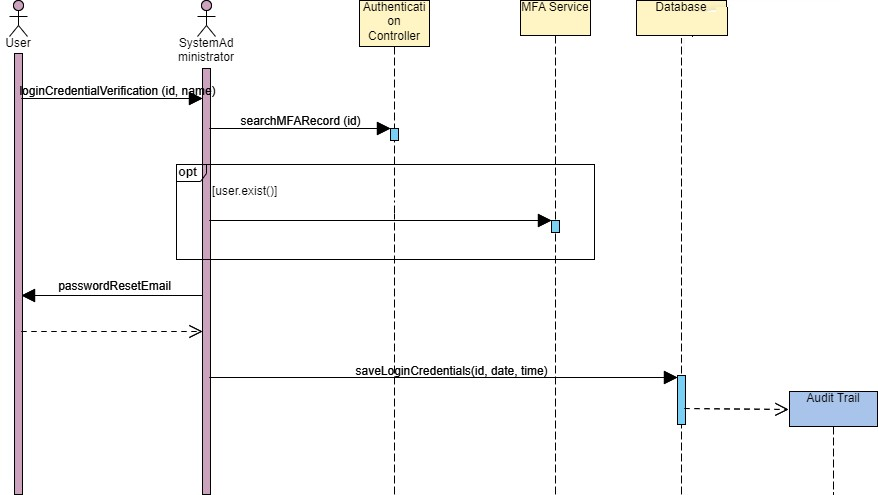 User
SystemAd
ministrator
Authenticati
on
Controller
MFA Service
Database
loginCredentialVerification (id, name)
searchMFARecord (id)
opt
[user.exist()]
passwordResetEmail
saveLoginCredentials(id, date, time)
Audit Trail